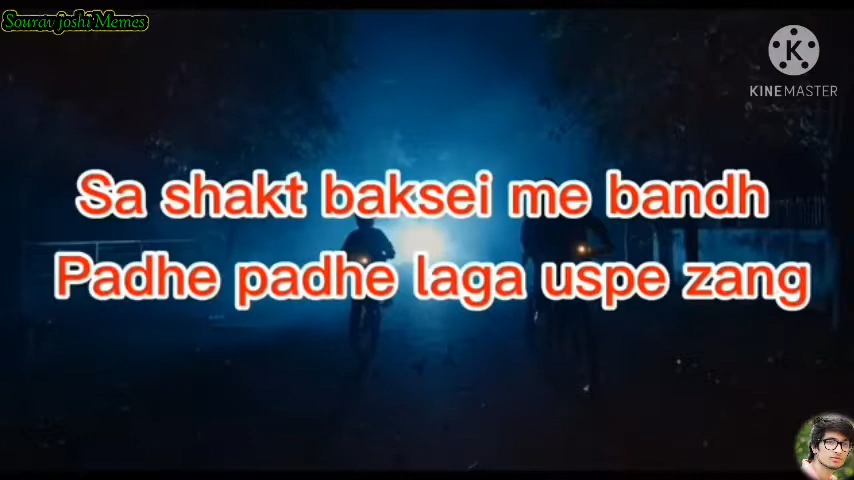 Sourav joshi Memes
K
KINEMASTER
Sa shakt baksei me bandh
Padhe padhe laga uspe zang